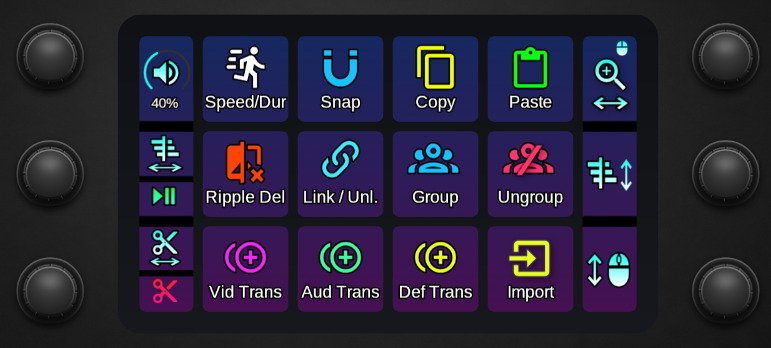 40%
Speed/Dur
Snap
Copy
Paste
Ripple Del
Link / Unl.
Group
Ungroup
Vid Trans
Aud Trans
Def Trans
Import